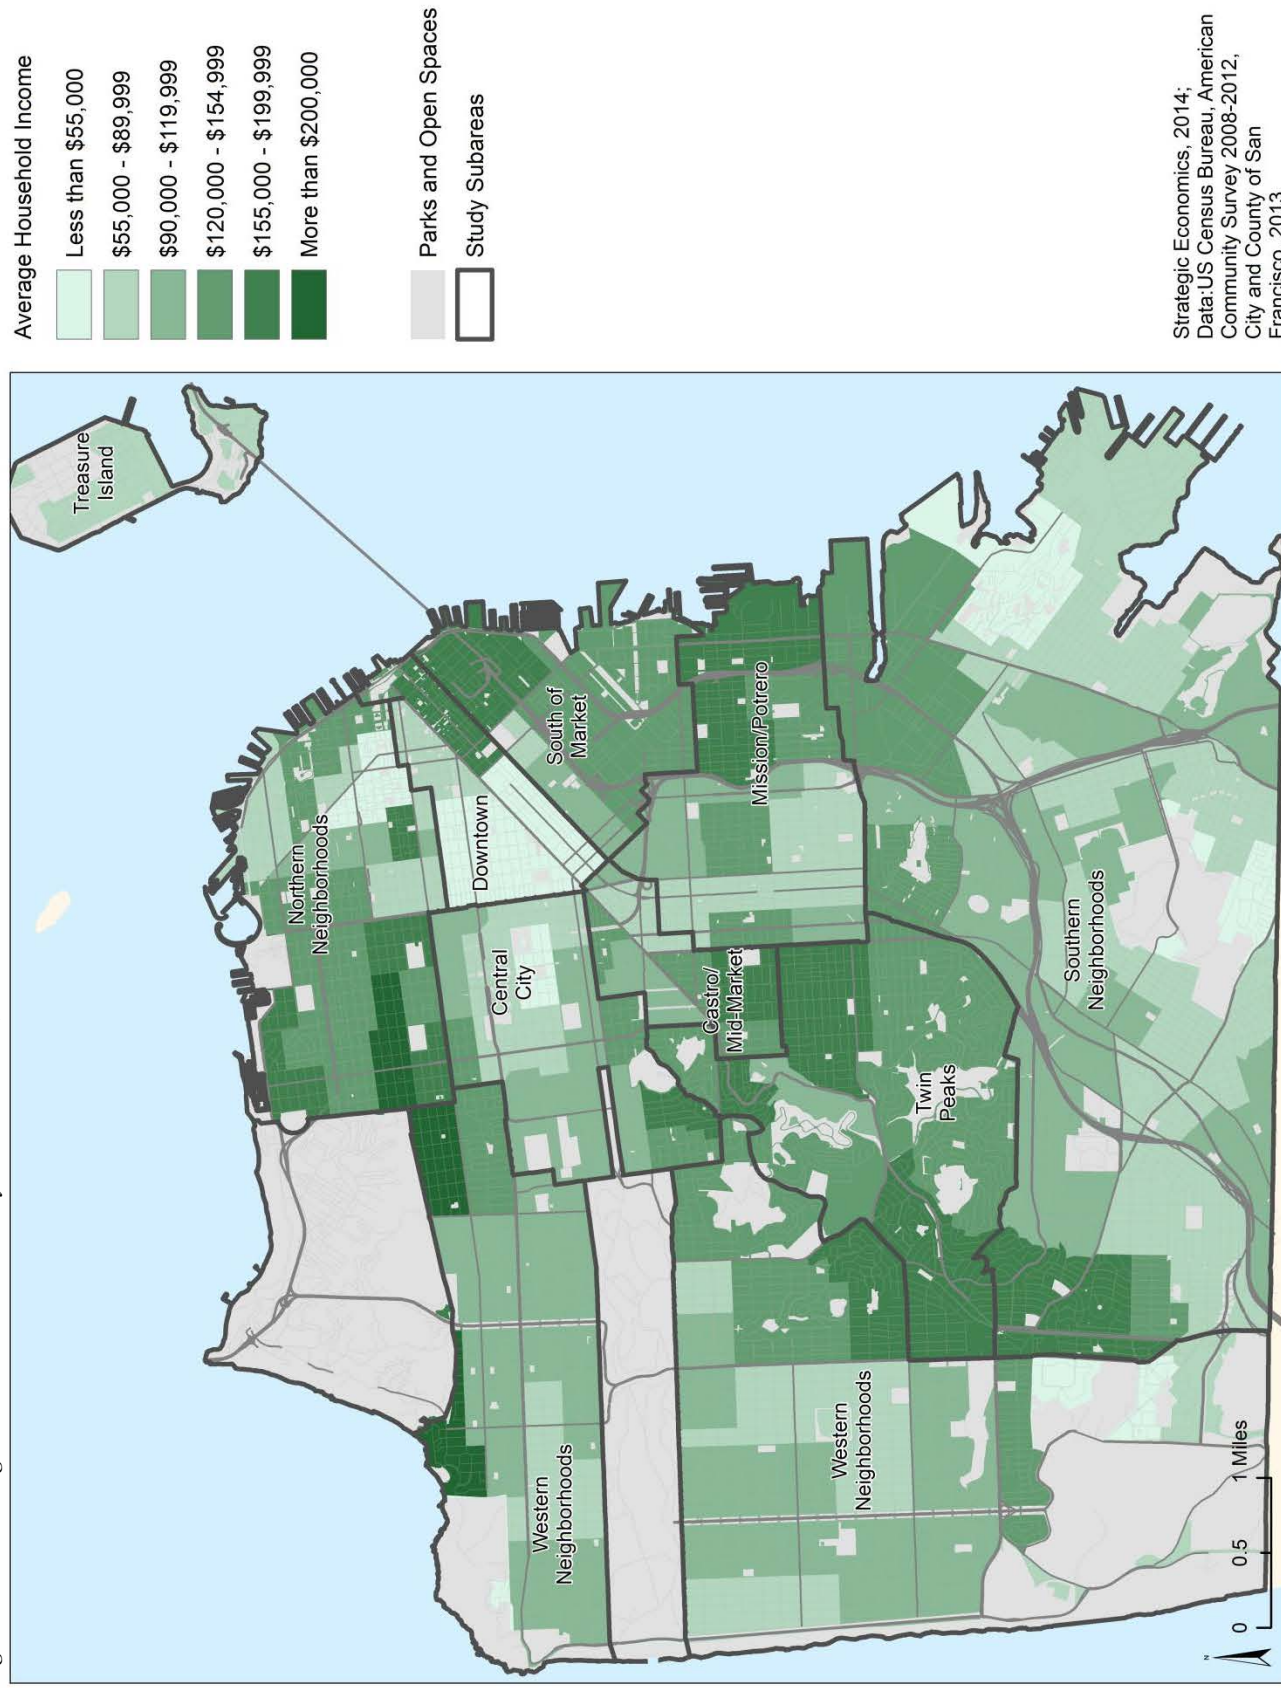 Average Household Income
Less than $55,000
$55,000 - $89,999
$90,000 - $119,999
$120,000 - $154,999
$155,000 - $199,999
More than $200,000
Parks and Open Spaces
Study Subareas
Treasure
Island
Northern
Neighborhoods
Downtown
South of
Market
Central
City
Mission/Potrero
Castro/
Mid-Market
Twin
Peaks
Southern
Neighborhoods
Western
Neighborhoods
Western
Neighborhoods
N
0 0.5 1 Miles
Strategic Economics, 2014;
Data:US Census Bureau, American
Community Survey 2008-2012,
City and County of San
Francisco, 2013